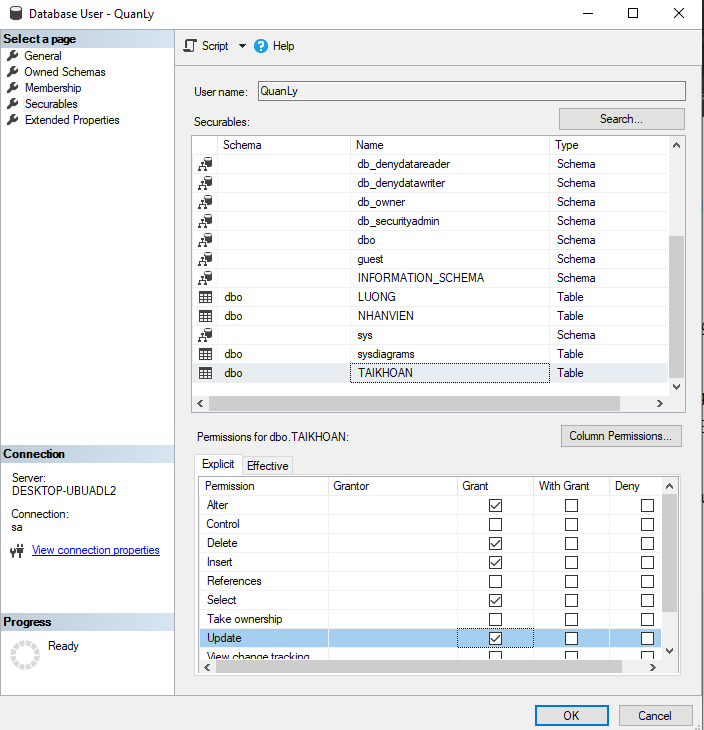 Database User - QuanLy
Select a page
General
Owned Schemas
Membership
Securables
Extended Properties
Script Help
User name: QuanLy
Securables: Search...
Schema Name Type
db_denydatareader Schema
db_denydatawriter Schema
db_owner Schema
db_securityadmin Schema
dbo Schema
guest Schema
INFORMATION_SCHEMA Schema
dbo LUONG Table
dbo NHANVIEN Table
sys Schema
dbo sysdiagrams Table
dbo TAIKHOAN Table
Permissions for dbo.TAIKHOAN: Column Permissions...
Explicit Effective
Permission Grantor Grant With Grant Deny
Alter
Control
Delete
Insert
References
Select
Take ownership
Update
View change tracking
Connection
Server:
DESKTOP-UBUADL2
Connection:
sa
View connection properties
Progress
Ready
OK Cancel